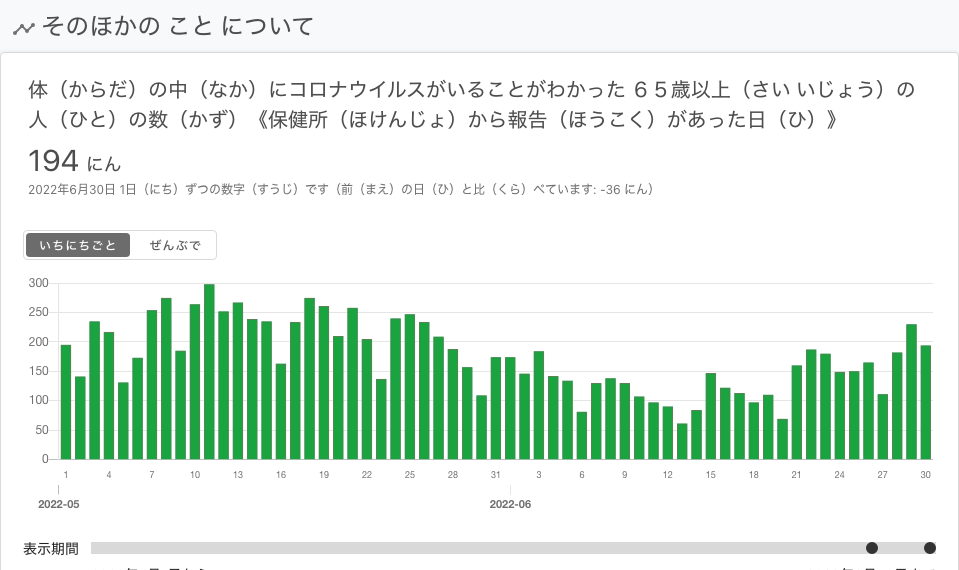 そのほかの こと について
体（からだ）の中（なか）にコロナウイルスがいることがわかった ６５歳以上（さい いじょう）の
人（ひと）の数（かず）《保健所（ほけんじょ）から報告（ほうこく）があった日（ひ）》
194 にん
2022年6月30日 1日（にち）ずつの数字（すうじ）です（前（まえ）の日（ひ）と比（くら）べています: -36 にん）
いちにちごと ぜんぶで
300
250
200
150
100
50
0
1 4 7 10 13 16 19 22 25 28 31 3 6 9 12 15 18 21 24 27 30
2022-05 2022-06
表示期間